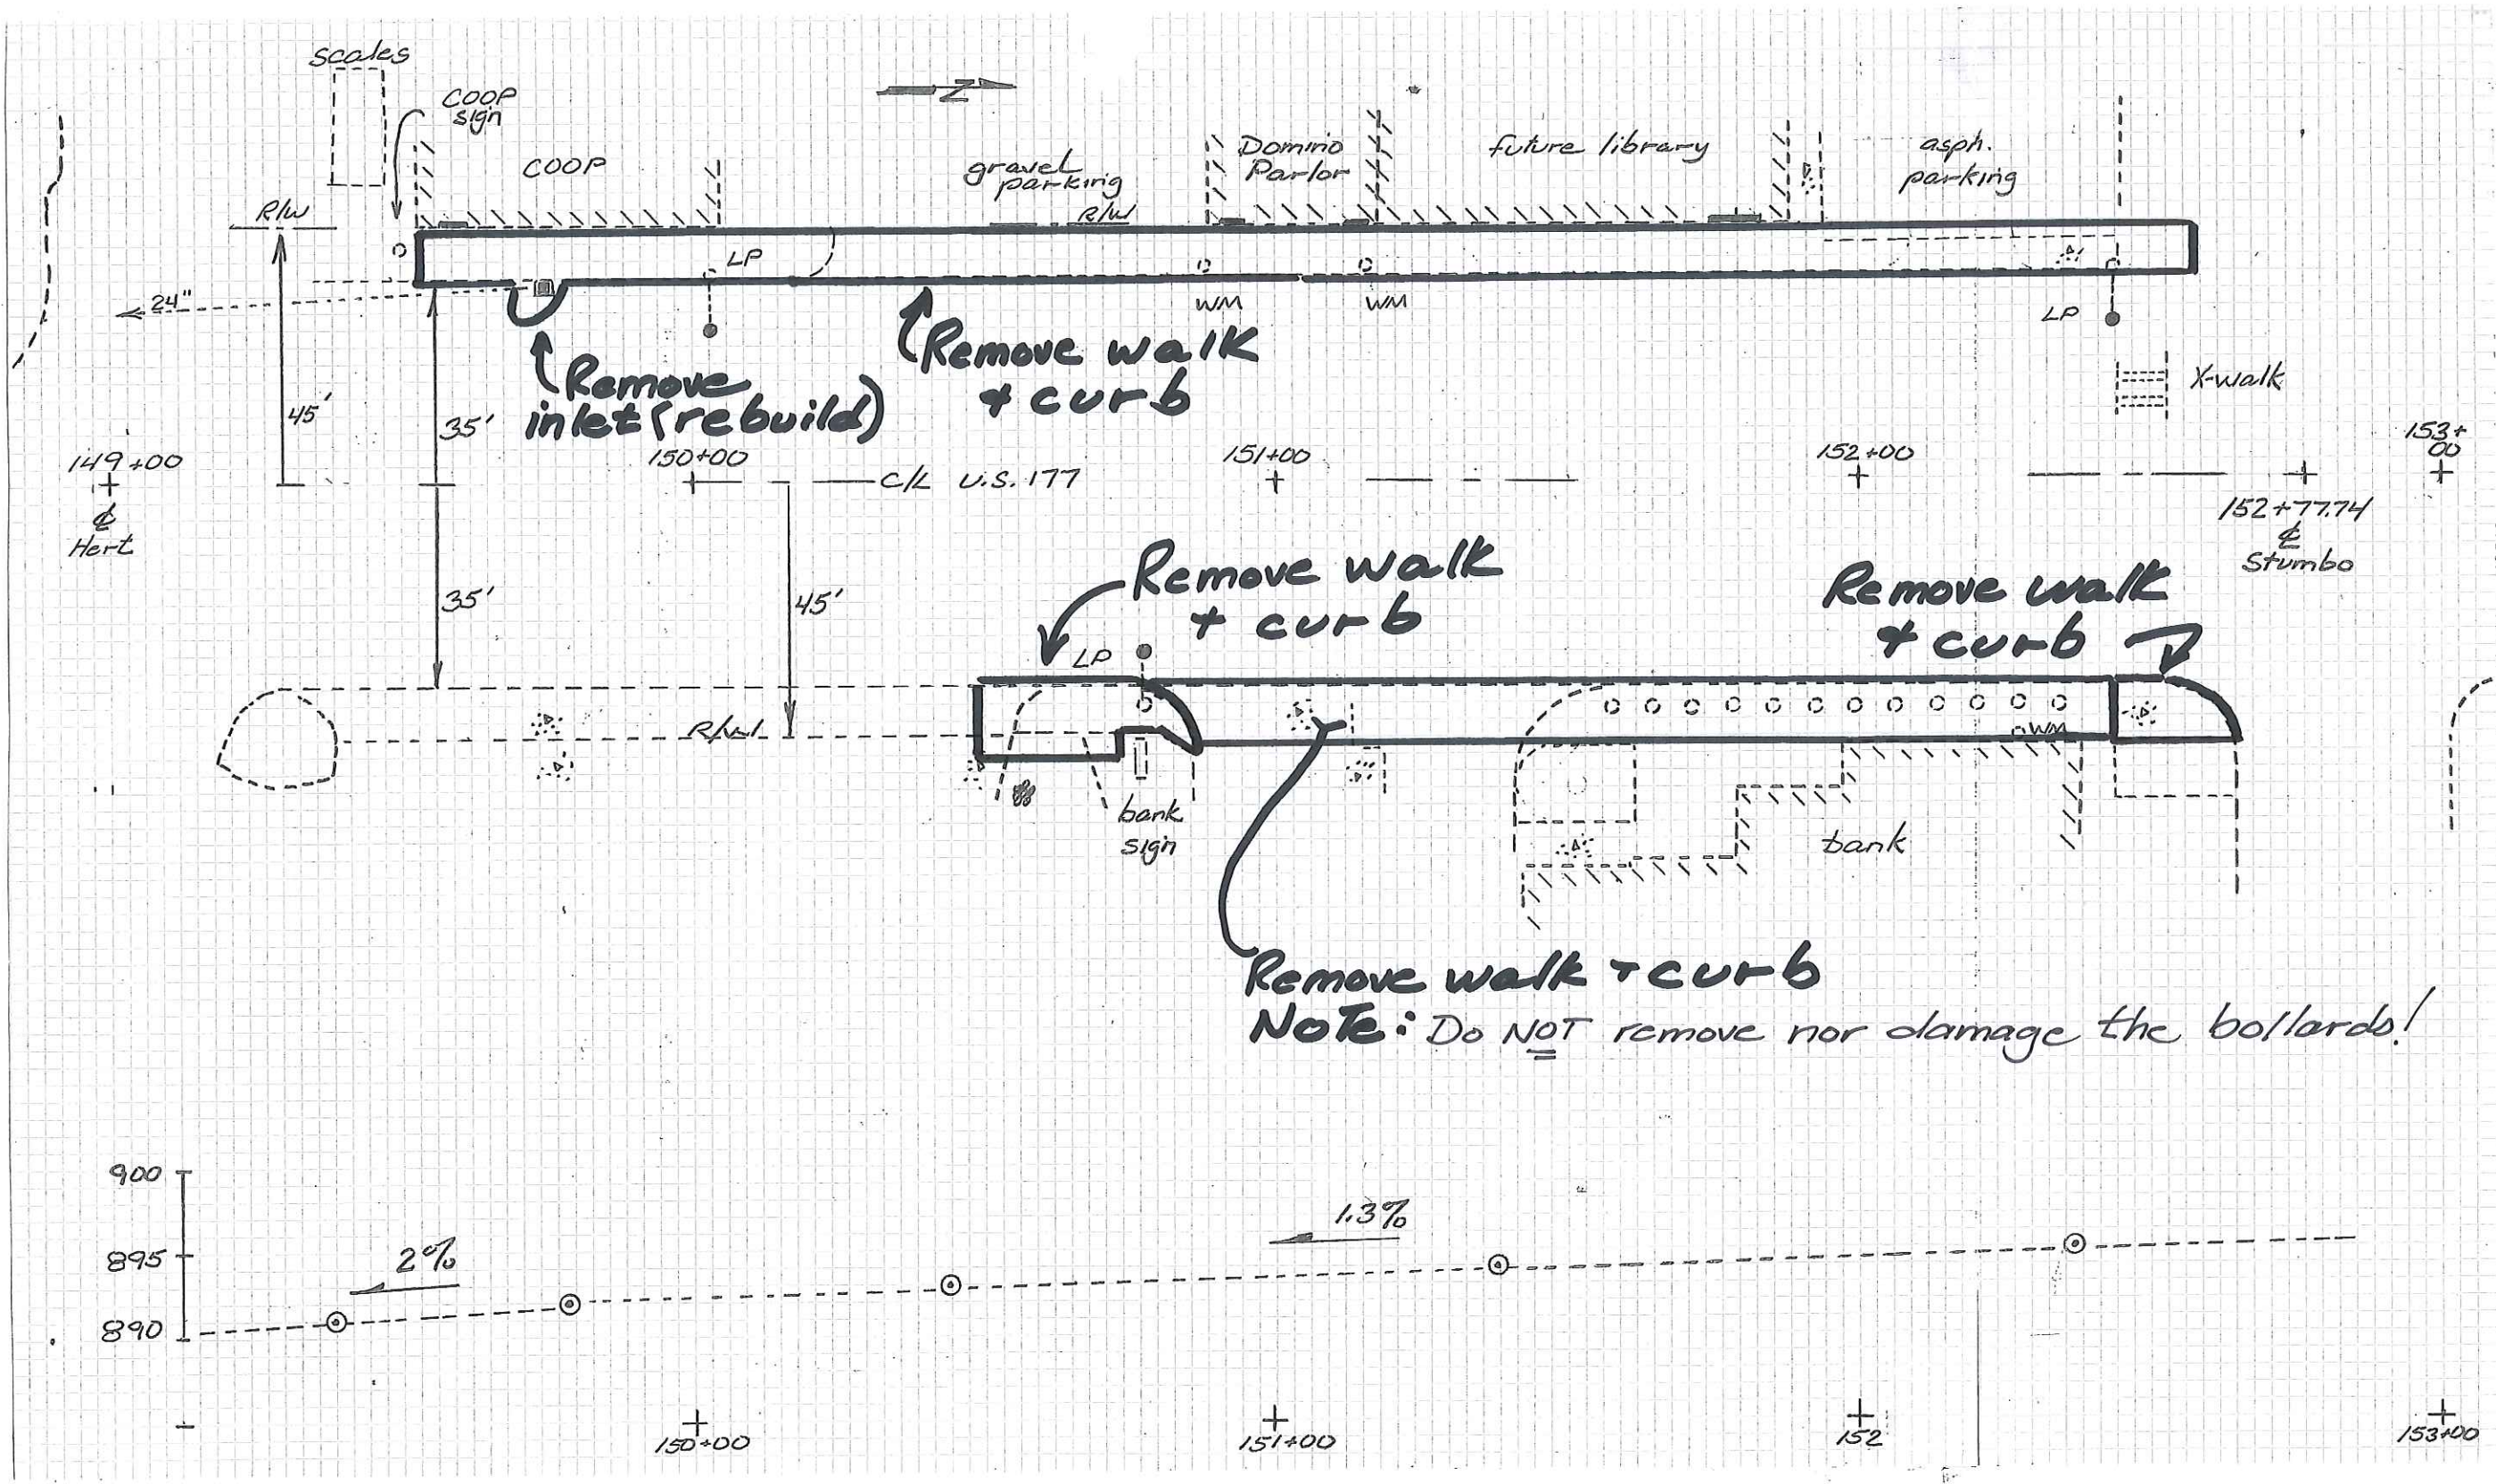 scales
COOP
sign
COOP
Z
gravel
parking
Domino
Parlor
future library
asph.
parking
R/W
R/W
LP
24"
WM
WM
LP
Remove walk
+ curb
Remove
inlet (rebuild)
X-walk
45'
35'
149+00
150+00
151+00
152+00
153+
00
C/L U.S. 177
℄
Hert
152+77.74
℄
Stumbo
35'
45'
Remove walk
+ curb
Remove walk
+ curb
LP
R/W
WM
bank
sign
bank
Remove walk + curb
NOTE: Do NOT remove nor damage the bollards!
900
895
890
2%
1.3%
150+00
151+00
152
153+00